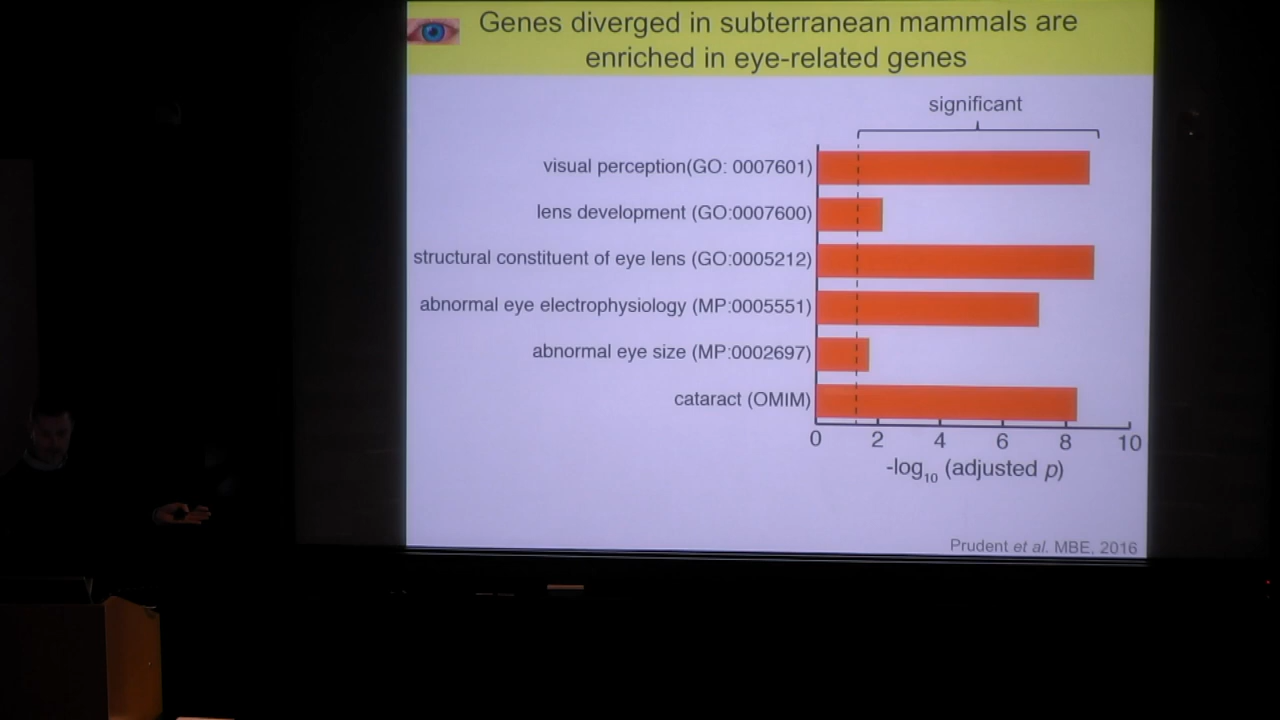 Genes diverged in subterranean mammals are
enriched in eye-related genes
significant
visual perception(GO: 0007601)
lens development (GO:0007600)
structural constituent of eye lens (GO:0005212)
abnormal eye electrophysiology (MP:0005551)
abnormal eye size (MP:0002697)
cataract (OMIM)
0 2 4 6 8 10
-log10 (adjusted p)
Prudent et al. MBE, 2016